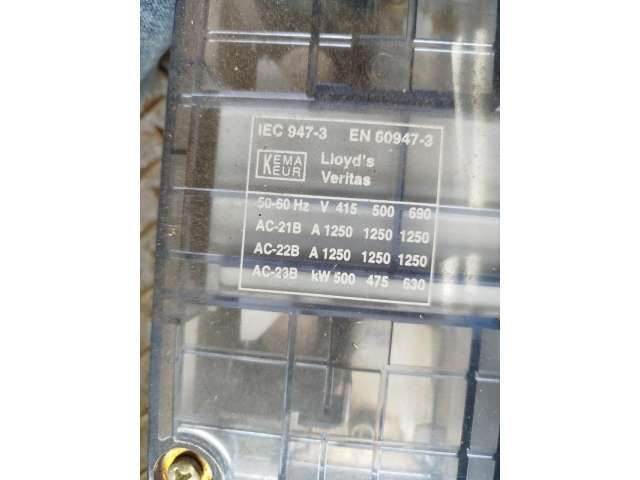 IEC 947-3 EN 60947-3
KEMA EUR Lloyd's
Veritas
50-60 Hz V 415 500 690
AC-21B A 1250 1250 1250
AC-22B A 1250 1250 1250
AC-23B kW 500 475 630